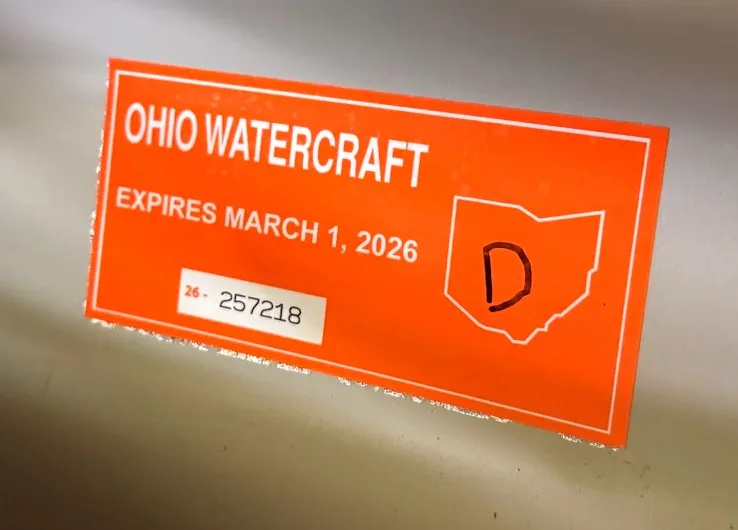 OHIO WATERCRAFT
EXPIRES MARCH 1, 2026
D
26 - 257218